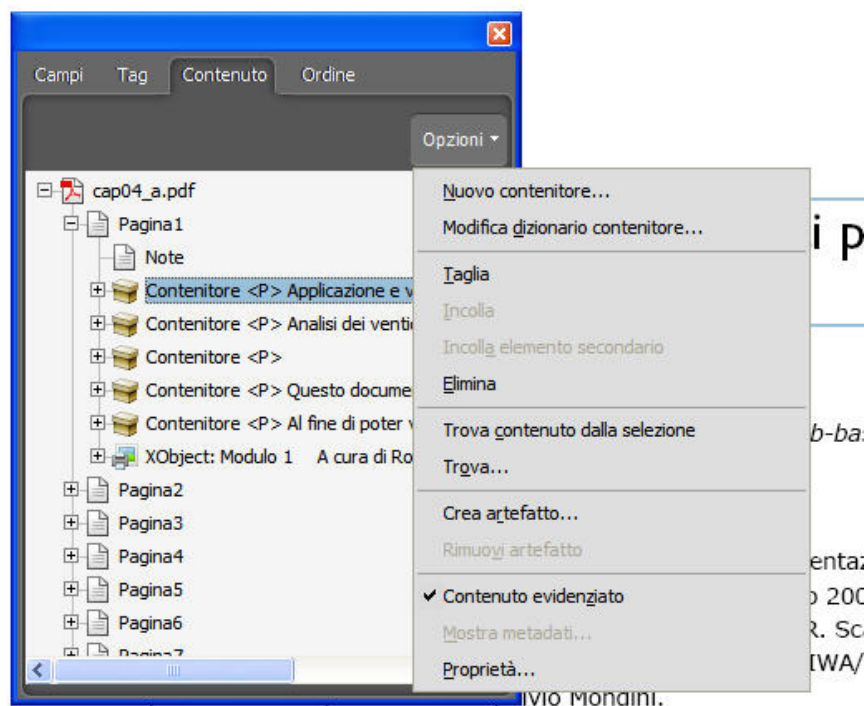 Campi Tag Contenuto Ordine
Opzioni
cap04_a.pdf
Pagina1
Note
Contenitore <P> Applicazione e v
Contenitore <P> Analisi dei venti
Contenitore <P>
Contenitore <P> Questo docume
Contenitore <P> Al fine di poter v
XObject: Modulo 1 A cura di Ro
Pagina2
Pagina3
Pagina4
Pagina5
Pagina6
Pagina7
Nuovo contenitore...
Modifica dizionario contenitore...
Taglia
Incolla
Incolla elemento secondario
Elimina
Trova contenuto dalla selezione
Trova...
Crea artefatto...
Rimuovi artefatto
Contenuto evidenziato
Mostra metadati...
Proprietà...
i p
b-bas
entaz
o 200
R. Sca
IWA/
lvio Mondini.